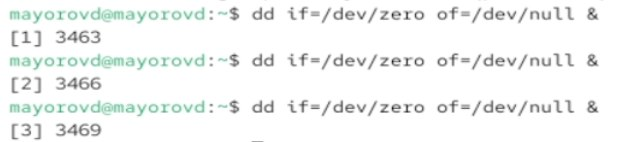 mayorovd@mayorovd:~$ dd if=/dev/zero of=/dev/null &
[1] 3463
mayorovd@mayorovd:~$ dd if=/dev/zero of=/dev/null &
[2] 3466
mayorovd@mayorovd:~$ dd if=/dev/zero of=/dev/null &
[3] 3469